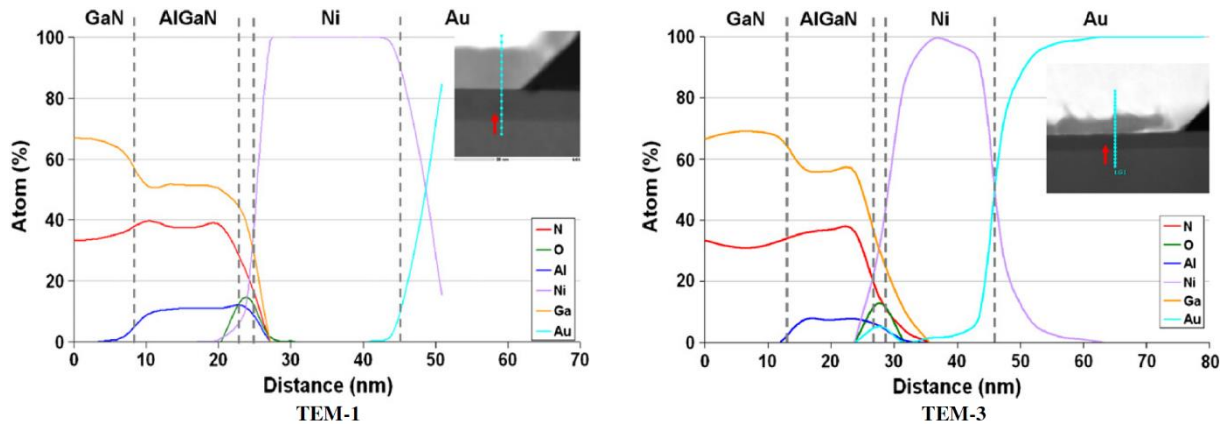 GaN AlGaN Ni Au
100
80
60
40
20
0
Atom (%)
N
O
Al
Ni
Ga
Au
0 10 20 30 40 50 60 70
Distance (nm)
TEM-1
GaN AlGaN Ni Au
100
80
60
40
20
0
Atom (%)
N
O
Al
Ni
Ga
Au
0 10 20 30 40 50 60 70 80
Distance (nm)
TEM-3